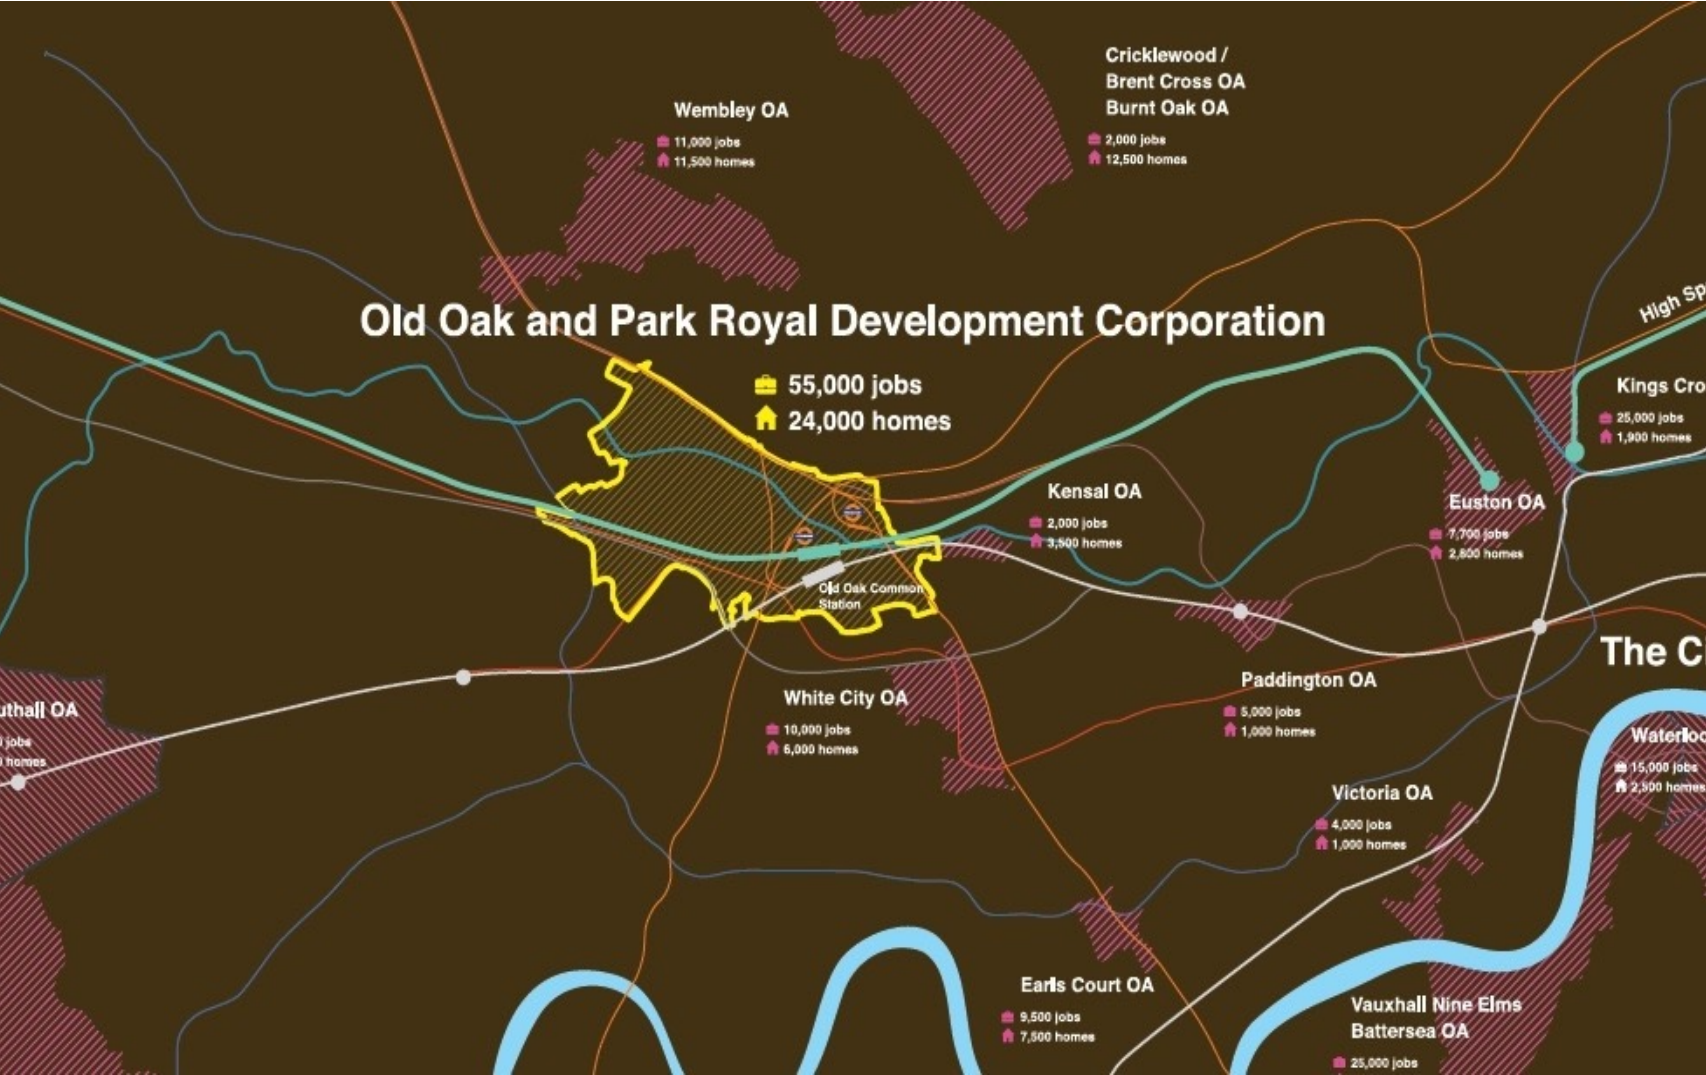 Cricklewood /
Brent Cross OA
Burnt Oak OA
2,000 jobs
12,500 homes
Wembley OA
11,000 jobs
11,500 homes
High Sp
Old Oak and Park Royal Development Corporation
55,000 jobs
24,000 homes
Kings Cro
25,000 jobs
1,900 homes
Kensal OA
2,000 jobs
3,500 homes
Euston OA
7,700 jobs
2,800 homes
Old Oak Common
Station
The C
Paddington OA
5,000 jobs
1,000 homes
White City OA
10,000 jobs
6,000 homes
uthall OA
jobs
homes
Waterloo
15,000 jobs
2,500 homes
Victoria OA
4,000 jobs
1,000 homes
Earls Court OA
9,500 jobs
7,500 homes
Vauxhall Nine Elms
Battersea OA
25,000 jobs